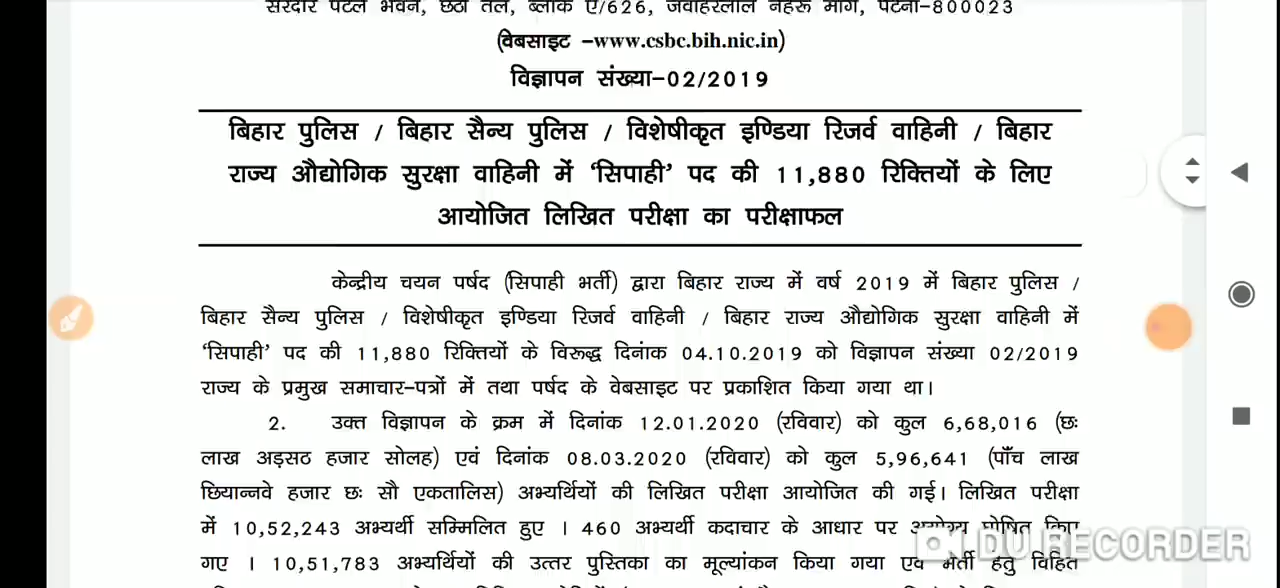 सरदार पटेल भवन, छठा तल, ब्लॉक ए/626, जवाहरलाल नेहरू मार्ग, पटना-800023
(वेबसाइट -www.csbc.bih.nic.in)
विज्ञापन संख्या-02/2019
बिहार पुलिस / बिहार सैन्य पुलिस / विशेषीकृत इण्डिया रिजर्व वाहिनी / बिहार
राज्य औद्योगिक सुरक्षा वाहिनी में 'सिपाही' पद की 11,880 रिक्तियों के लिए
आयोजित लिखित परीक्षा का परीक्षाफल
केन्द्रीय चयन पर्षद (सिपाही भर्ती) द्वारा बिहार राज्य में वर्ष 2019 में बिहार पुलिस /
बिहार सैन्य पुलिस / विशेषीकृत इण्डिया रिजर्व वाहिनी / बिहार राज्य औद्योगिक सुरक्षा वाहिनी में
'सिपाही' पद की 11,880 रिक्तियों के विरूद्ध दिनांक 04.10.2019 को विज्ञापन संख्या 02/2019
राज्य के प्रमुख समाचार-पत्रों में तथा पर्षद के वेबसाइट पर प्रकाशित किया गया था।
2. उक्त विज्ञापन के क्रम में दिनांक 12.01.2020 (रविवार) को कुल 6,68,016 (छः
लाख अड़सठ हजार सोलह) एवं दिनांक 08.03.2020 (रविवार) को कुल 5,96,641 (पाँच लाख
छियान्नवे हजार छः सौ एकतालिस) अभ्यर्थियों की लिखित परीक्षा आयोजित की गई। लिखित परीक्षा
में 10,52,243 अभ्यर्थी सम्मिलित हुए । 460 अभ्यर्थी कदाचार के आधार पर अयोग्य घोषित किए
गए । 10,51,783 अभ्यर्थियों की उत्तर पुस्तिका का मूल्यांकन किया गया एवं भर्ती हेतु विहित
DU RECORDER